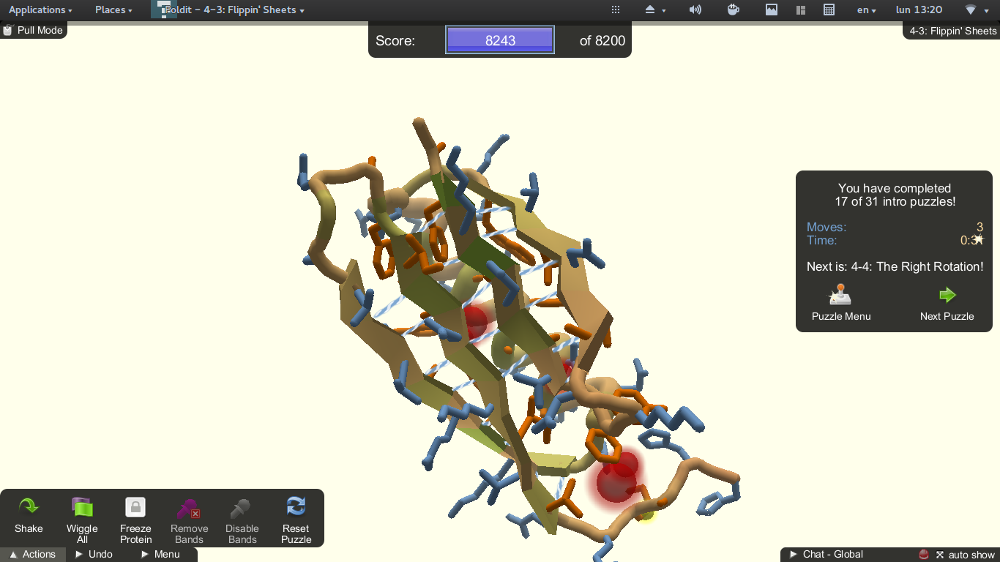 Applications Places Foldit - 4-3: Flippin' Sheets en lun 13:20
Pull Mode
Score: 8243 of 8200
4-3: Flippin' Sheets
You have completed
17 of 31 intro puzzles!
Moves: 3
Time:
Next is: 4-4: The Right Rotation!
Puzzle Menu Next Puzzle
Shake Wiggle All Freeze Protein Remove Bands Disable Bands Reset Puzzle
Actions Undo Menu
Chat - Global auto show